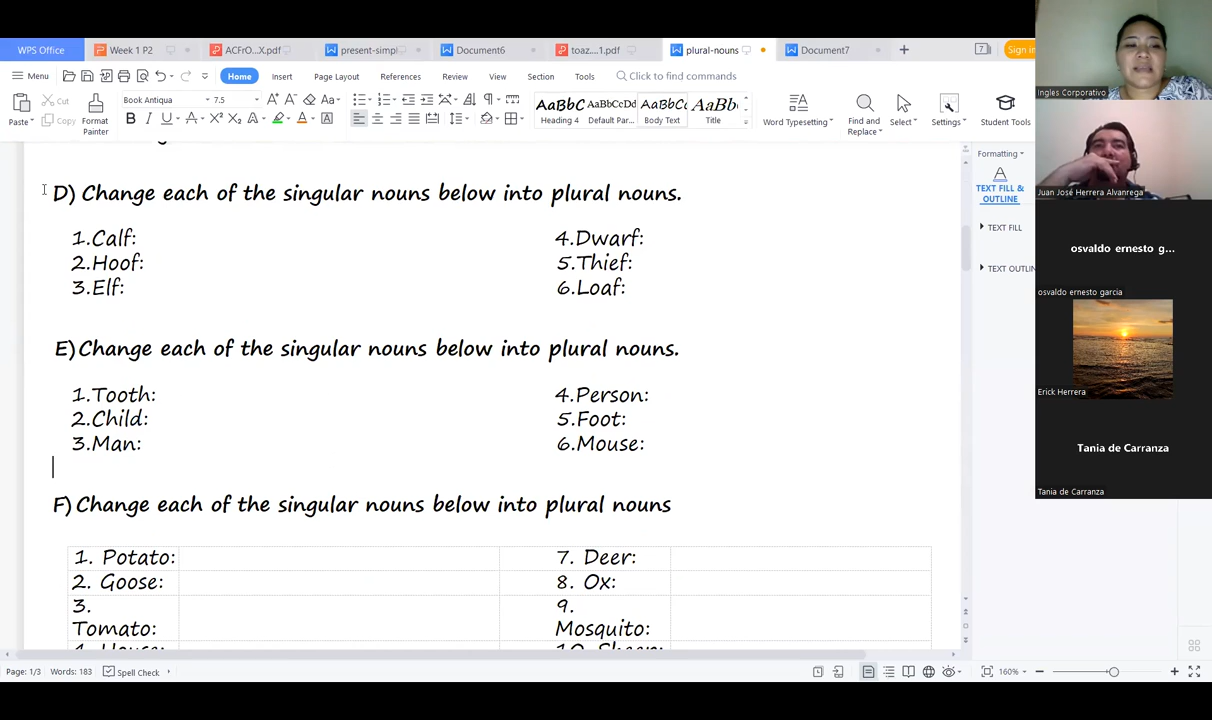 WPS Office
Week 1 P2
ACFrO...X.pdf
present-simpl
Document6
toaz....1.pdf
plural-nouns
Document7
Sign in
Menu
Home
Insert
Page Layout
References
Review
View
Section
Tools
Click to find commands
Paste
Cut
Copy
Format Painter
Book Antiqua
7.5
AaBbC
Heading 4
AaBbCcDd
Default Par...
AaBbCc
Body Text
AaBb
Title
Word Typesetting
Find and Replace
Select
Settings
Student Tools
D) Change each of the singular nouns below into plural nouns.
1.Calf:
2.Hoof:
3.Elf:
4.Dwarf:
5.Thief:
6.Loaf:
E) Change each of the singular nouns below into plural nouns.
1.Tooth:
2.Child:
3.Man:
4.Person:
5.Foot:
6.Mouse:
F) Change each of the singular nouns below into plural nouns
1. Potato:
2. Goose:
3.
Tomato:
7. Deer:
8. Ox:
9.
Mosquito:
Formatting
TEXT FILL &
OUTLINE
TEXT FILL
TEXT OUTLIN
Page: 1/3
Words: 183
Spell Check
160%
Ingles Corporativo
Juan José Herrera Alvanrega
osvaldo ernesto g...
osvaldo ernesto garcia
Erick Herrera
Tania de Carranza
Tania de Carranza